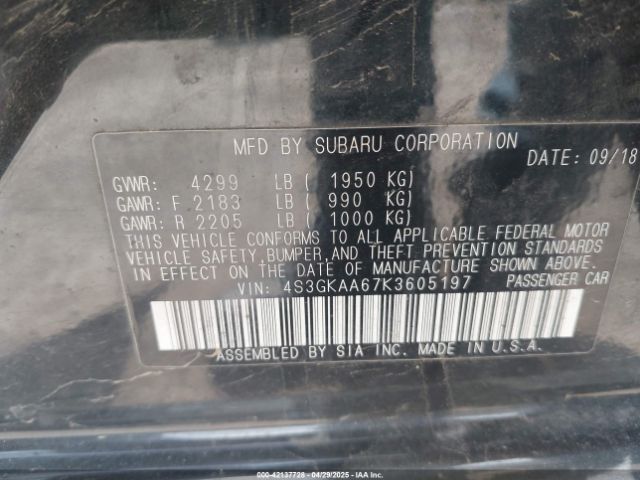 MFD BY SUBARU CORPORATION
DATE: 09/18
GVWR: 4299 LB ( 1950 KG)
GAWR: F 2183 LB ( 990 KG)
GAWR: R 2205 LB ( 1000 KG)
THIS VEHICLE CONFORMS TO ALL APPLICABLE FEDERAL MOTOR
VEHICLE SAFETY, BUMPER, AND THEFT PREVENTION STANDARDS
IN EFFECT ON THE DATE OF MANUFACTURE SHOWN ABOVE.
VIN: 4S3GKAA67K3605197 PASSENGER CAR
ASSEMBLED BY SIA INC. MADE IN U.S.A.
000-42137728 04/29/2025 IAAI.com